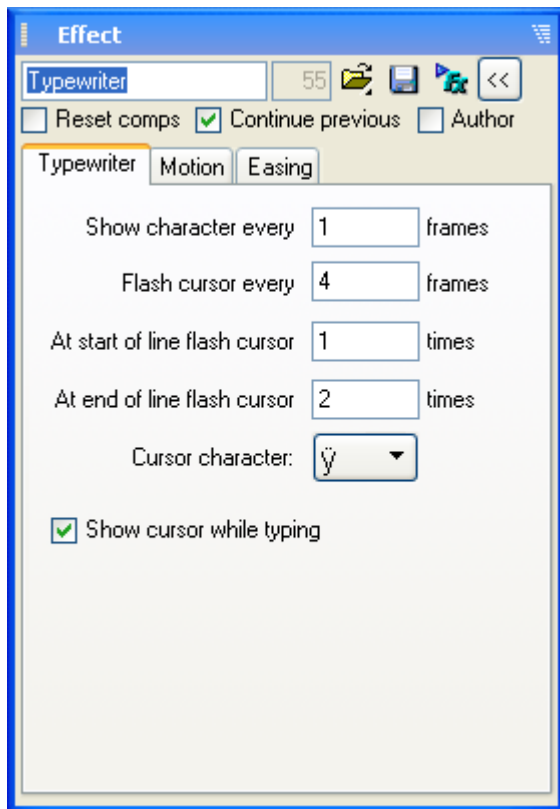 Effect
Typewriter 55 Fx <<
Reset comps Continue previous Author
Typewriter Motion Easing
Show character every 1 frames
Flash cursor every 4 frames
At start of line flash cursor 1 times
At end of line flash cursor 2 times
Cursor character: ÿ
Show cursor while typing